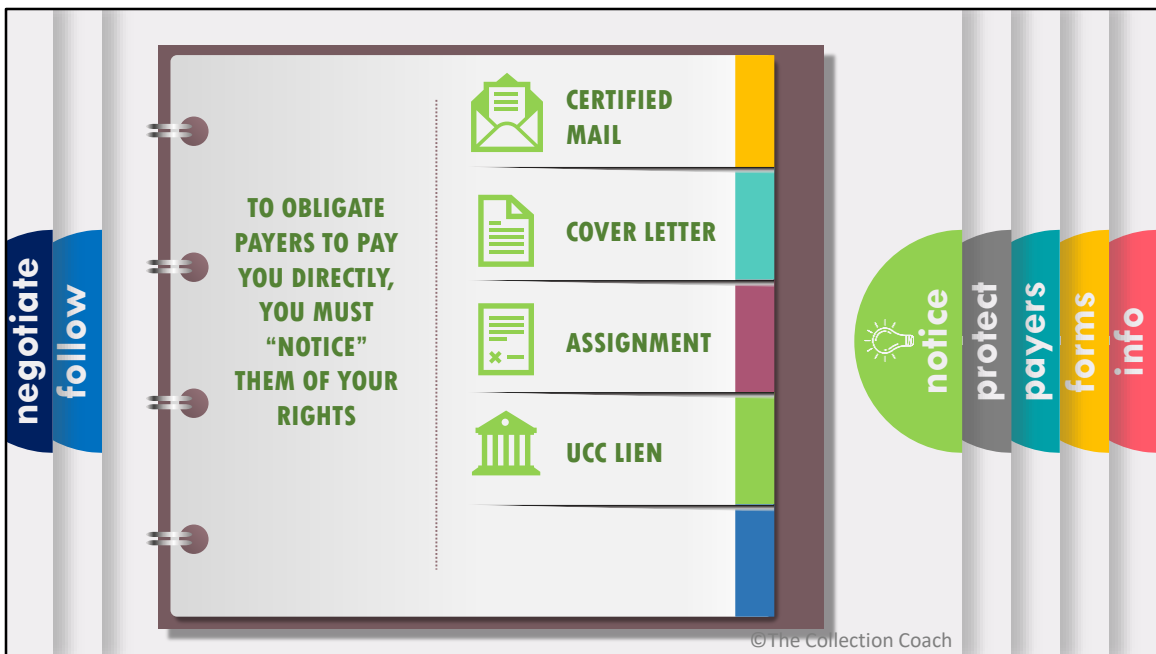 negotiate
follow
TO OBLIGATE
PAYERS TO PAY
YOU DIRECTLY,
YOU MUST
“NOTICE”
THEM OF YOUR
RIGHTS
CERTIFIED
MAIL
COVER LETTER
ASSIGNMENT
UCC LIEN
notice
protect
payers
forms
info
©The Collection Coach